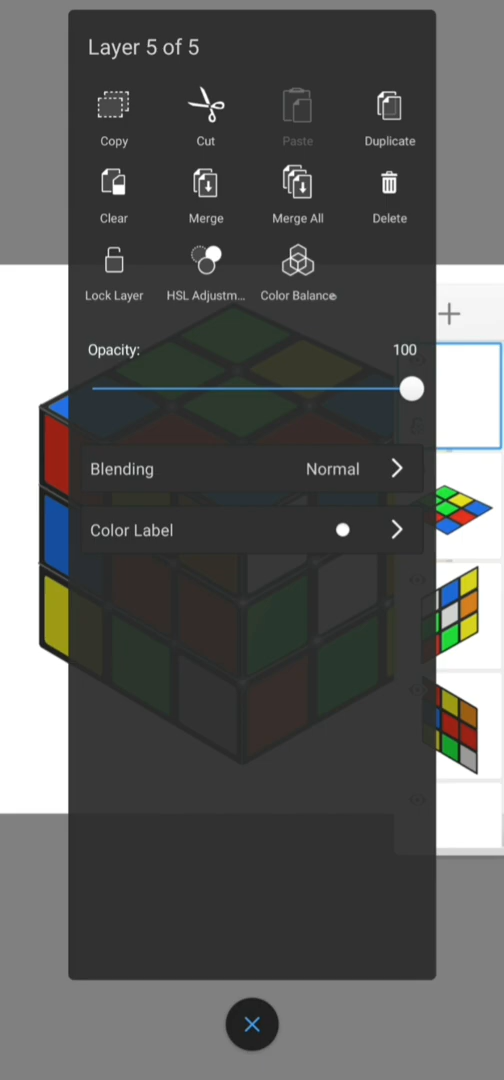 Layer 5 of 5
Copy Cut Paste Duplicate
Clear Merge Merge All Delete
Lock Layer HSL Adjustm... Color Balance
Opacity: 100
Blending Normal
Color Label